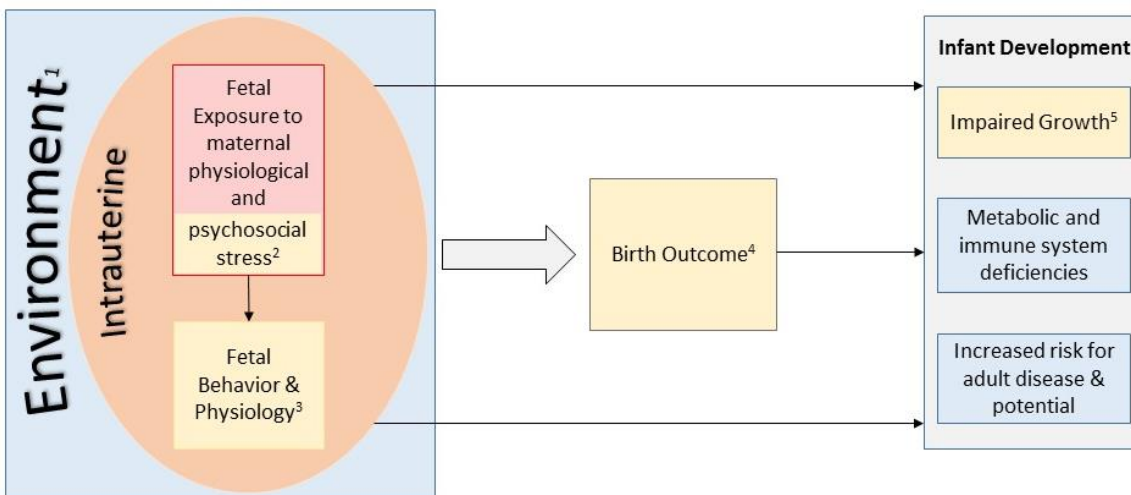 Environment1
Intrauterine
Fetal
Exposure to
maternal
physiological
and
psychosocial
stress2
Fetal
Behavior &
Physiology3
Birth Outcome4
Infant Development
Impaired Growth5
Metabolic and
immune system
deficiencies
Increased risk for
adult disease &
potential